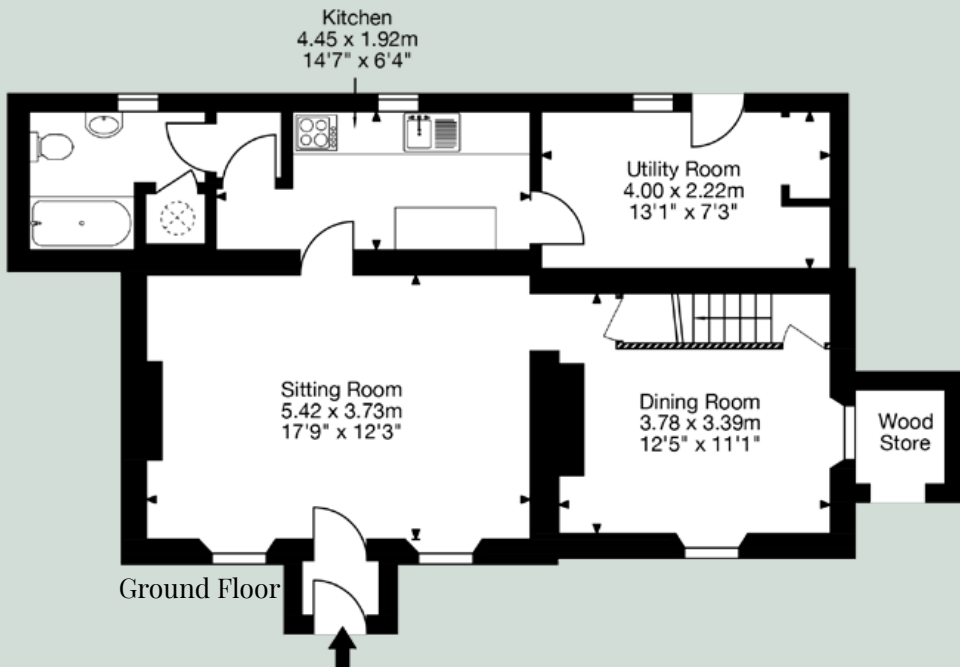 Kitchen
4.45 x 1.92m
14'7" x 6'4"
Utility Room
4.00 x 2.22m
13'1" x 7'3"
Sitting Room
5.42 x 3.73m
17'9" x 12'3"
Dining Room
3.78 x 3.39m
12'5" x 11'1"
Wood
Store
Ground Floor